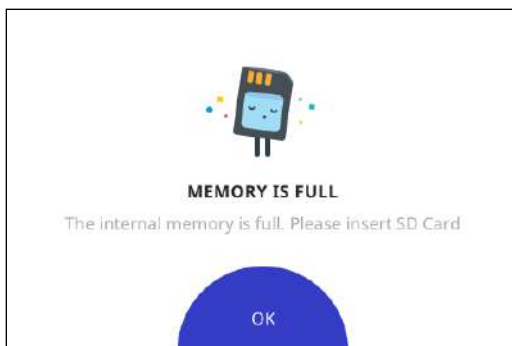 MEMORY IS FULL
The internal memory is full. Please insert SD Card
OK